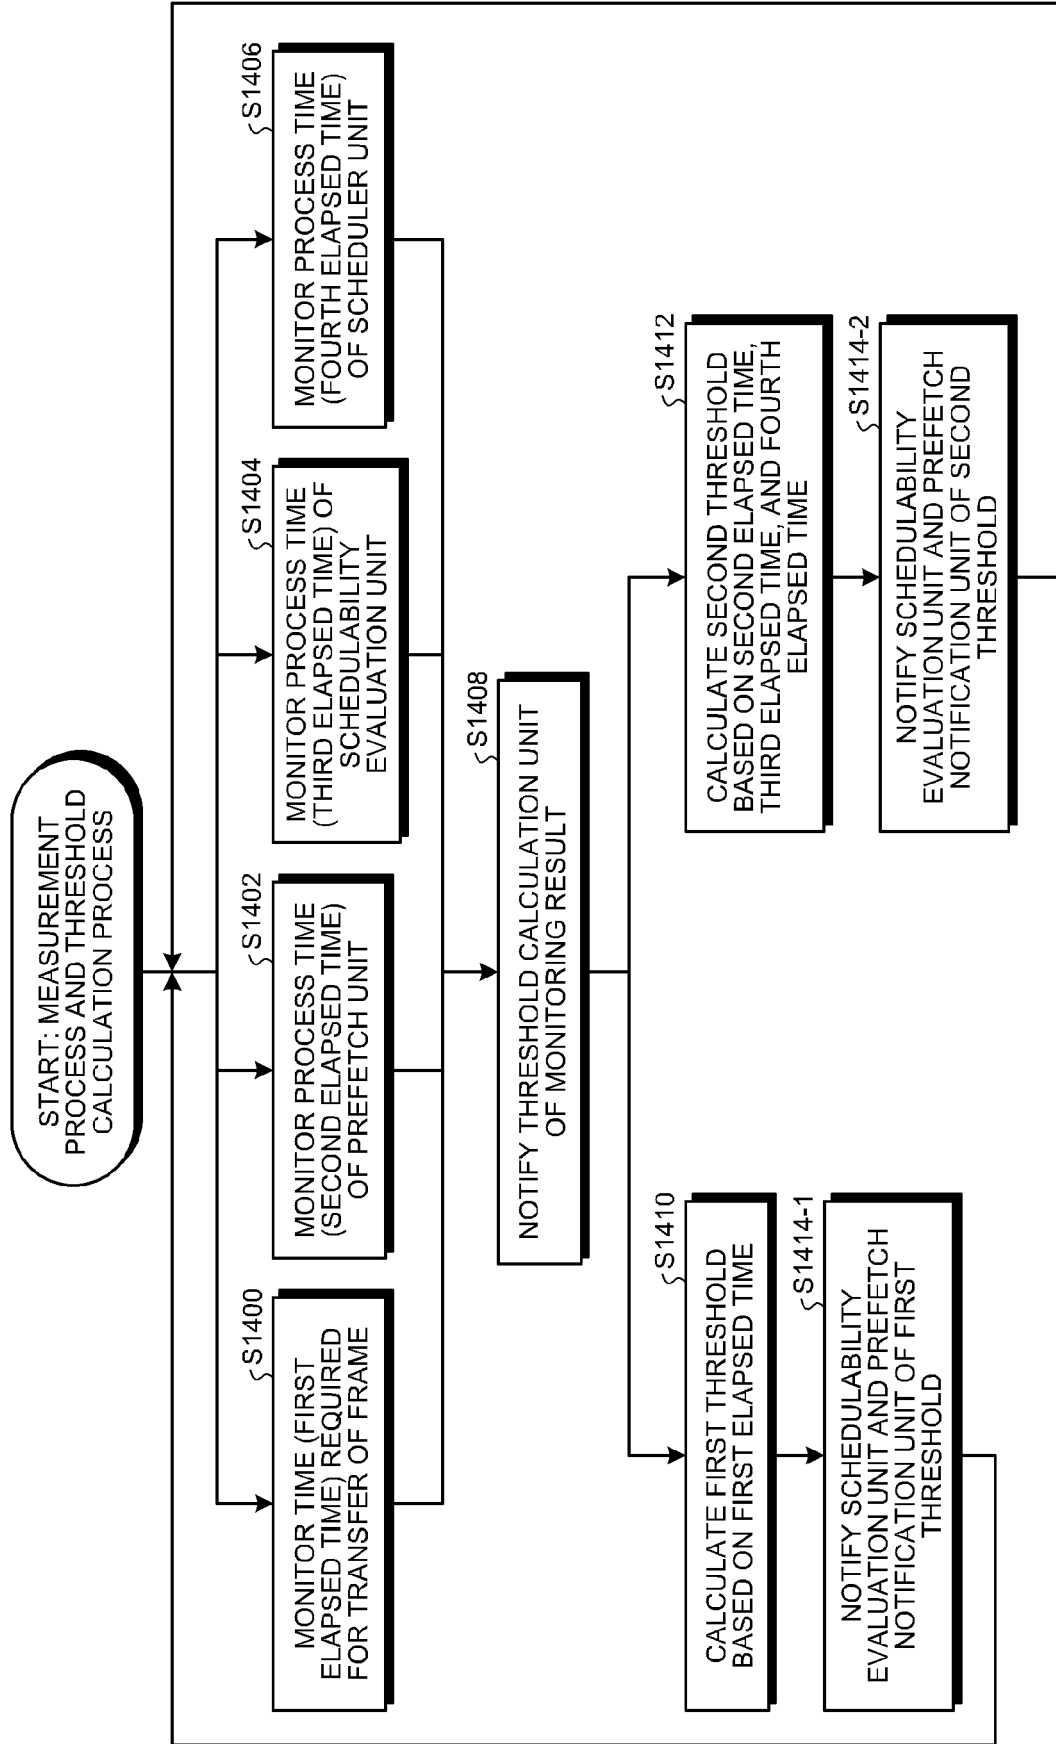 START: MEASUREMENT
PROCESS AND THRESHOLD
CALCULATION PROCESS
S1400
MONITOR TIME (FIRST
ELAPSED TIME) REQUIRED
FOR TRANSFER OF FRAME
S1402
MONITOR PROCESS TIME
(SECOND ELAPSED TIME)
OF PREFETCH UNIT
S1404
MONITOR PROCESS TIME
(THIRD ELAPSED TIME) OF
SCHEDULABILITY
EVALUATION UNIT
S1406
MONITOR PROCESS TIME
(FOURTH ELAPSED TIME)
OF SCHEDULER UNIT
S1408
NOTIFY THRESHOLD CALCULATION UNIT
OF MONITORING RESULT
S1410
CALCULATE FIRST THRESHOLD
BASED ON FIRST ELAPSED TIME
S1414-1
NOTIFY SCHEDULABILITY
EVALUATION UNIT AND PREFETCH
NOTIFICATION UNIT OF FIRST
THRESHOLD
S1412
CALCULATE SECOND THRESHOLD
BASED ON SECOND ELAPSED TIME,
THIRD ELAPSED TIME, AND FOURTH
ELAPSED TIME
S1414-2
NOTIFY SCHEDULABILITY
EVALUATION UNIT AND PREFETCH
NOTIFICATION UNIT OF SECOND
THRESHOLD